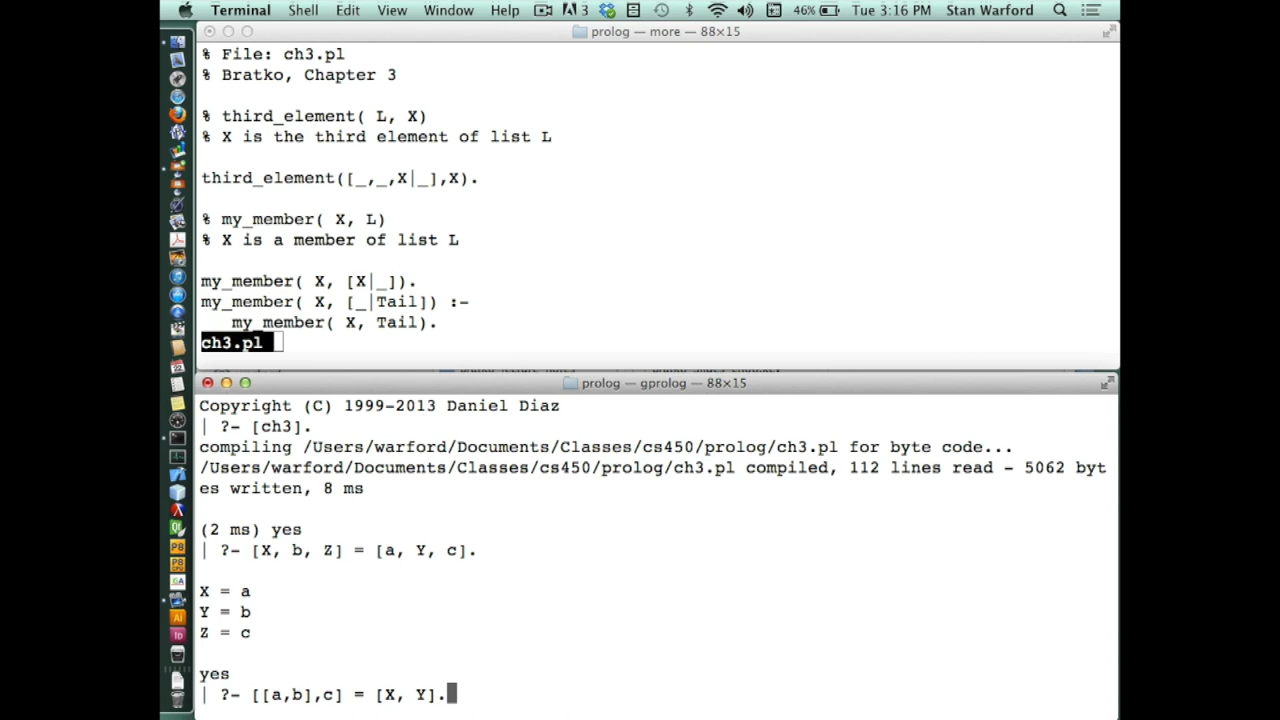 Terminal Shell Edit View Window Help 3 46% Tue 3:16 PM Stan Warford
prolog — more — 88×15
% File: ch3.pl
% Bratko, Chapter 3
% third_element( L, X)
% X is the third element of list L
third_element([_,_,X|_],X).
% my_member( X, L)
% X is a member of list L
my_member( X, [X|_]).
my_member( X, [_|Tail]) :-
my_member( X, Tail).
ch3.pl
prolog — gprolog — 88×15
Copyright (C) 1999-2013 Daniel Diaz
| ?- [ch3].
compiling /Users/warford/Documents/Classes/cs450/prolog/ch3.pl for byte code...
/Users/warford/Documents/Classes/cs450/prolog/ch3.pl compiled, 112 lines read - 5062 byt
es written, 8 ms
(2 ms) yes
| ?- [X, b, Z] = [a, Y, c].
X = a
Y = b
Z = c
yes
| ?- [[a,b],c] = [X, Y].